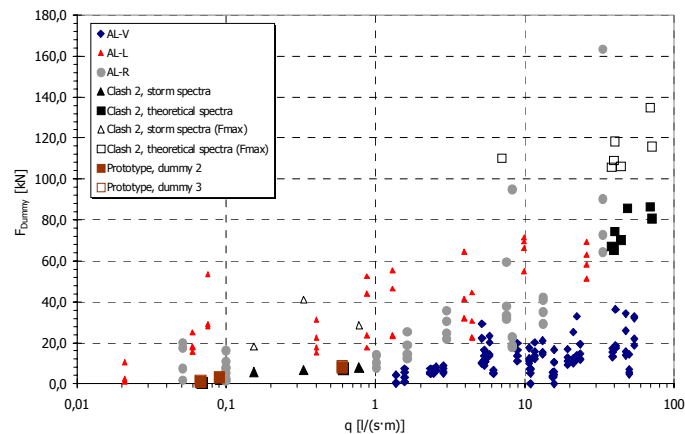 180,0
160,0
140,0
120,0
100,0
80,0
60,0
40,0
20,0
0,0
F_Dummy [kN]
AL-V
AL-L
AL-R
Clash 2, storm spectra
Clash 2, theoretical spectra
Clash 2, storm spectra (Fmax)
Clash 2, theoretical spectra (Fmax)
Prototype, dummy 2
Prototype, dummy 3
0,01
0,1
1
10
100
q [l/(s·m)]